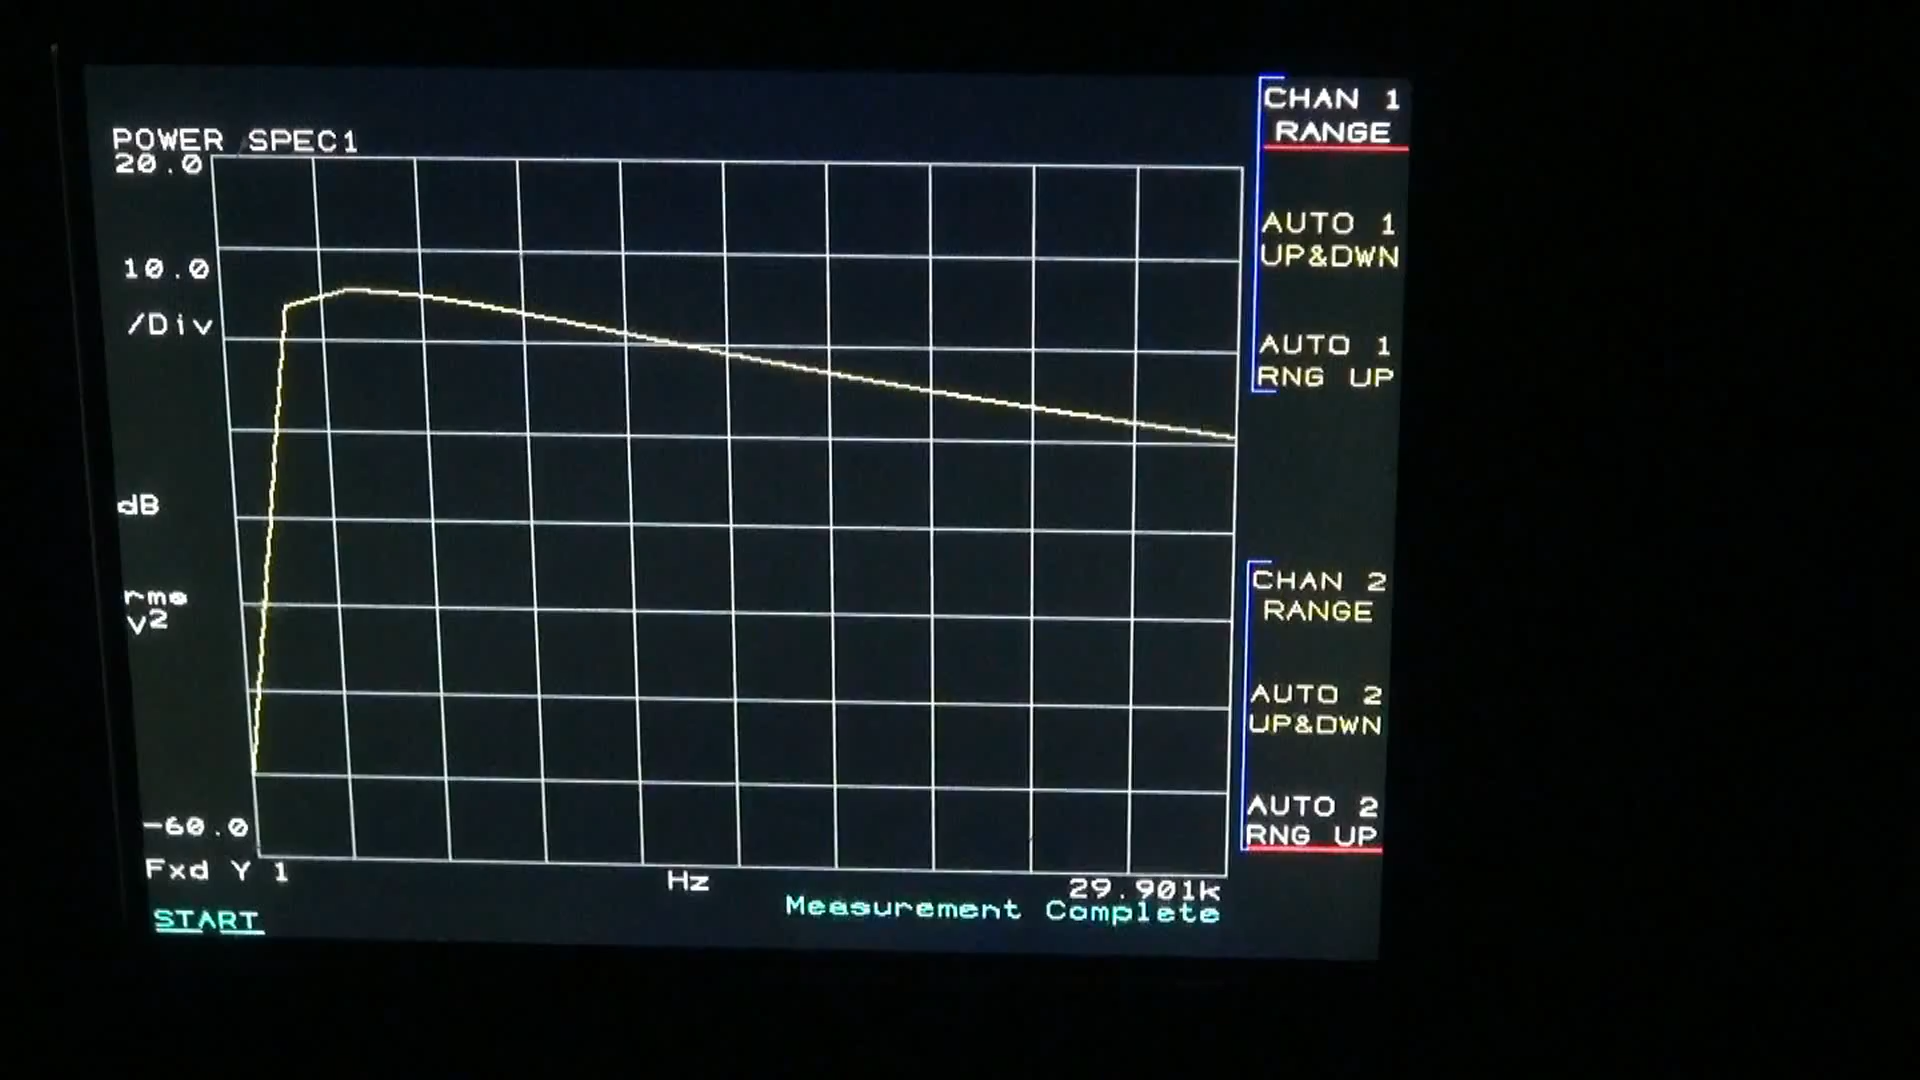 POWER SPEC1
20.0
10.0
/Div
dB
rms
V2
-60.0
Fxd Y 1
Hz
29.901k
START
Measurement Complete
CHAN 1
RANGE
AUTO 1
UP&DWN
AUTO 1
RNG UP
CHAN 2
RANGE
AUTO 2
UP&DWN
AUTO 2
RNG UP